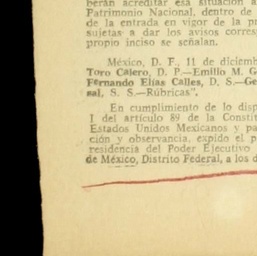 berán acreditar esa situación a
Patrimonio Nacional, dentro de
de la entrada en vigor de la pr
sujetas a dar los avisos corres
propio inciso se señalan.
México, D. F., 11 de diciemb
Toro Calero, D. P.—Emilio M. G
Fernando Elías Calles, D. S.—Ge
sal, S. S.—Rúbricas".
En cumplimiento de lo disp
I del artículo 89 de la Constit
Estados Unidos Mexicanos y pa
ción y observancia, expido el p
residencia del Poder Ejecutivo
de México, Distrito Federal, a los d